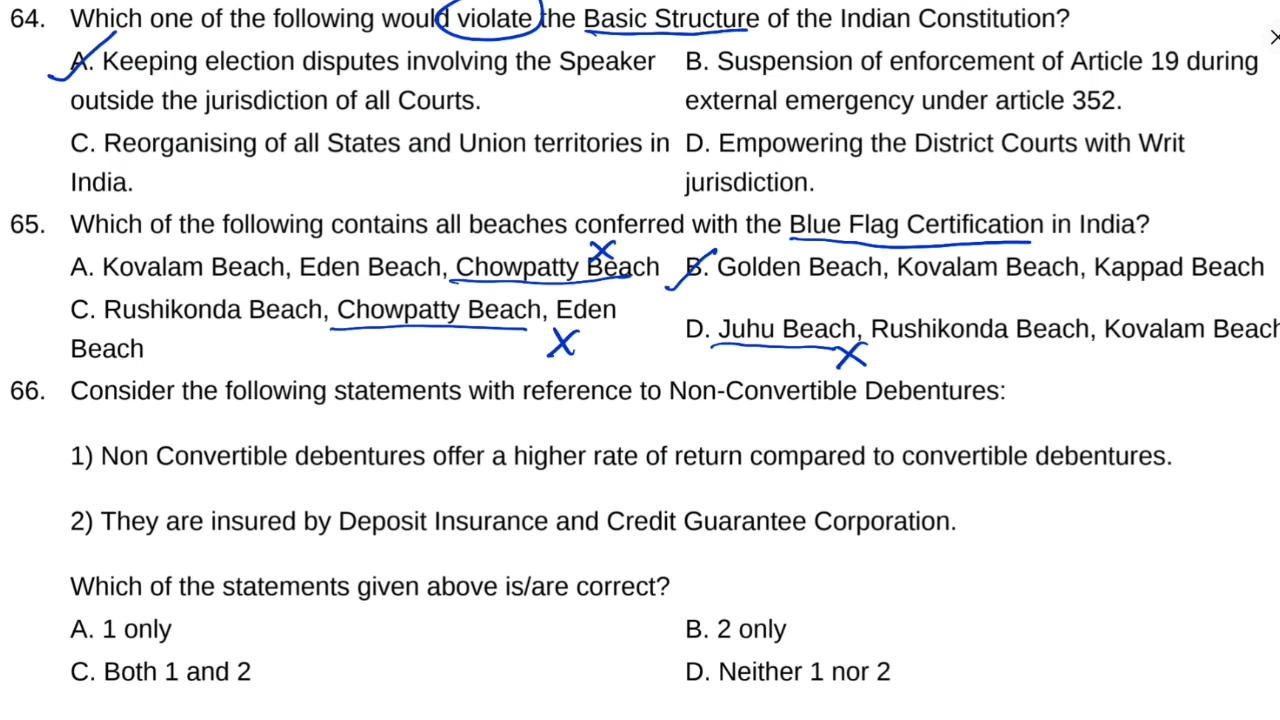 64. Which one of the following would violate the Basic Structure of the Indian Constitution?
A. Keeping election disputes involving the Speaker outside the jurisdiction of all Courts.
B. Suspension of enforcement of Article 19 during external emergency under article 352.
C. Reorganising of all States and Union territories in India.
D. Empowering the District Courts with Writ jurisdiction.
65. Which of the following contains all beaches conferred with the Blue Flag Certification in India?
A. Kovalam Beach, Eden Beach, Chowpatty Beach
B. Golden Beach, Kovalam Beach, Kappad Beach
C. Rushikonda Beach, Chowpatty Beach, Eden Beach
D. Juhu Beach, Rushikonda Beach, Kovalam Beach
66. Consider the following statements with reference to Non-Convertible Debentures:
1) Non Convertible debentures offer a higher rate of return compared to convertible debentures.
2) They are insured by Deposit Insurance and Credit Guarantee Corporation.
Which of the statements given above is/are correct?
A. 1 only
B. 2 only
C. Both 1 and 2
D. Neither 1 nor 2